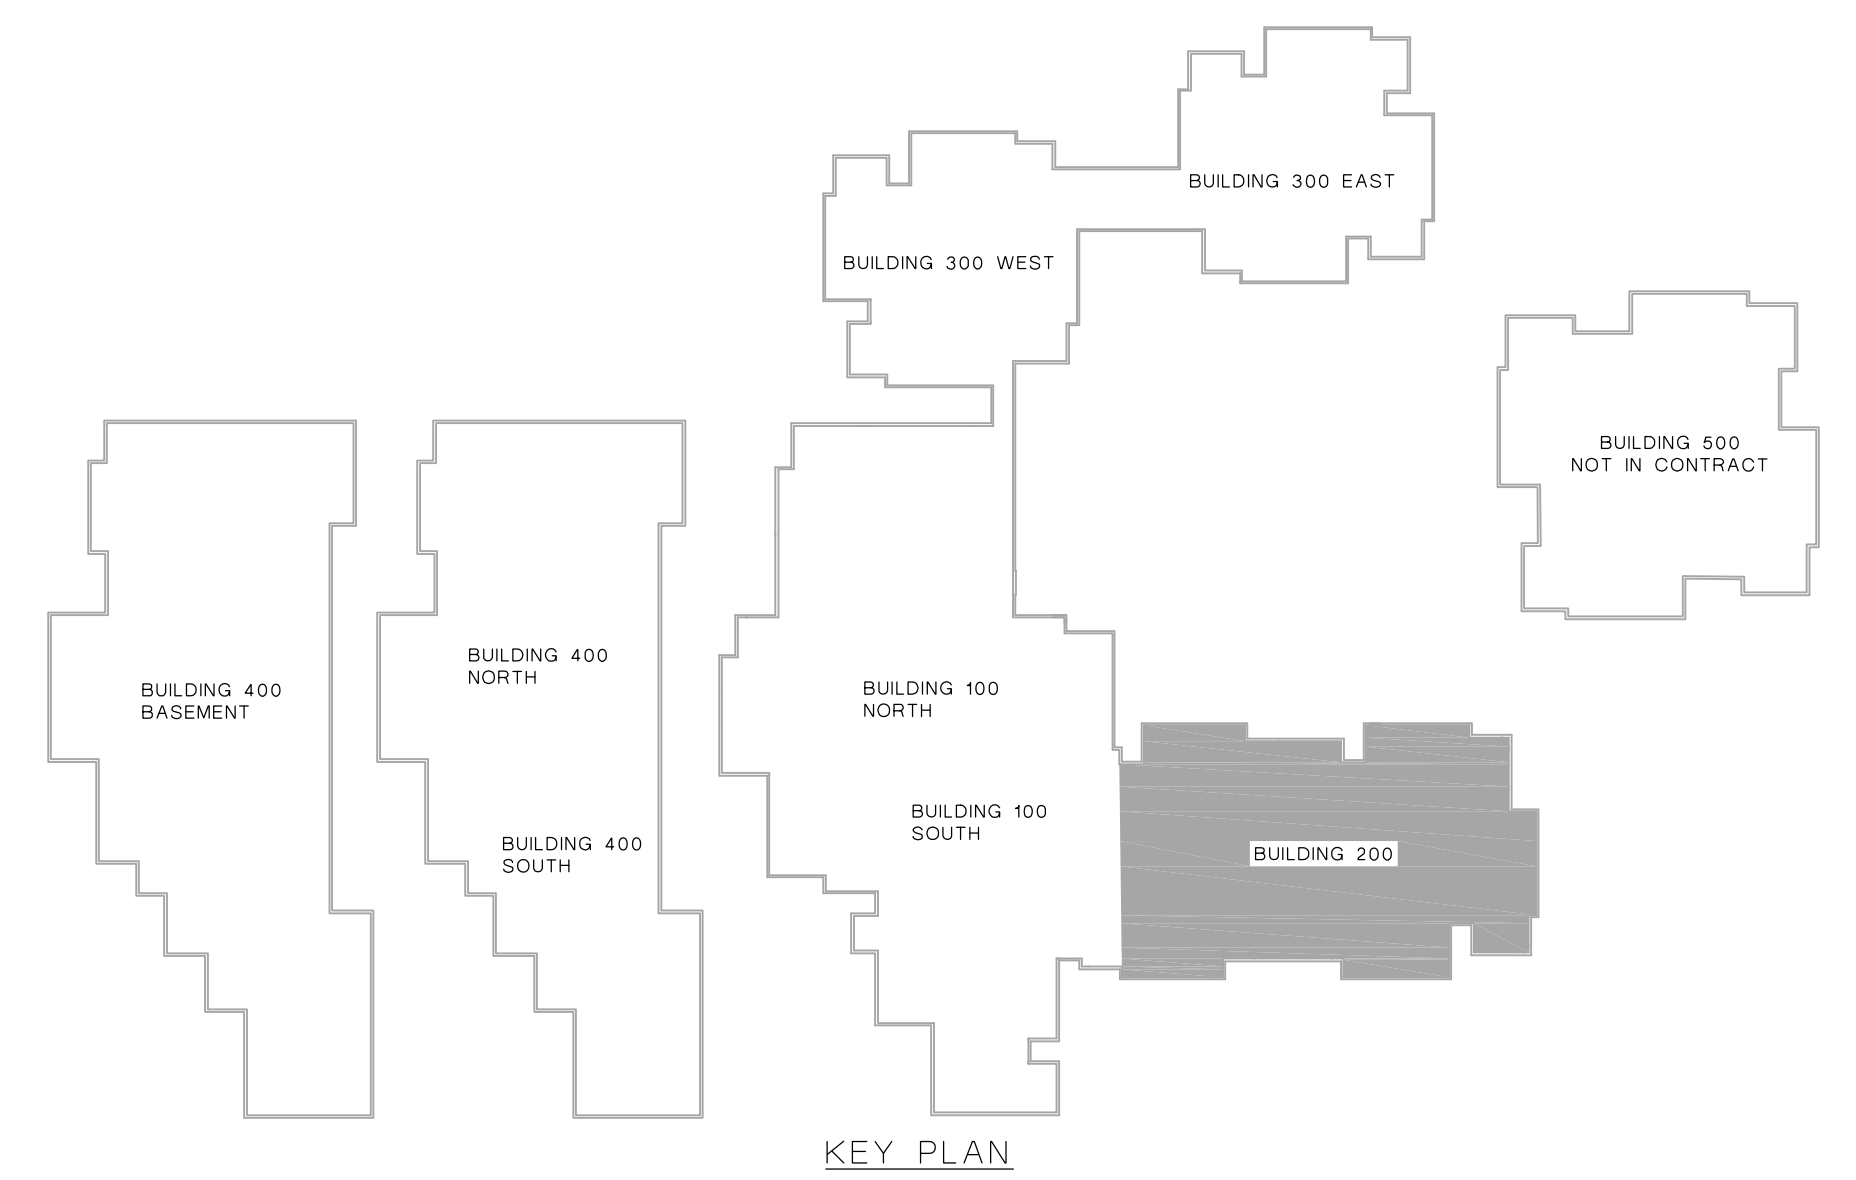 BUILDING 300 EAST
BUILDING 300 WEST
BUILDING 500
NOT IN CONTRACT
BUILDING 400
NORTH
BUILDING 400
BASEMENT
BUILDING 100
NORTH
BUILDING 100
SOUTH
BUILDING 400
SOUTH
BUILDING 200
KEY PLAN